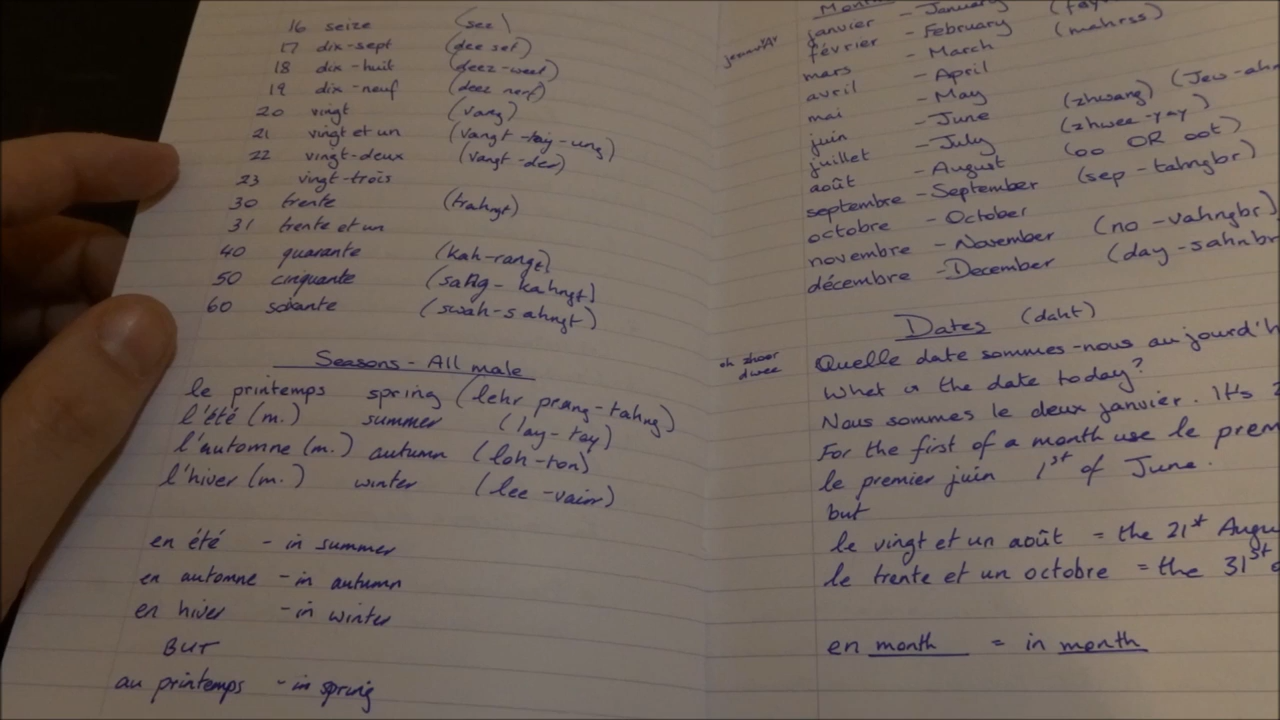 16 seize (sez)
17 dix-sept (dee set)
18 dix-huit (deez-weet)
19 dix-neuf (deez nerf)
20 vingt (vang)
21 vingt et un (vangt-tay-ung)
22 vingt-deux (vangt-der)
23 vingt-trois
30 trente (trahngt)
31 trente et un
40 quarante (kah-rangt)
50 cinquante (sang-kahngt)
60 soixante (swah-sahngt)
Seasons - All male
le printemps spring (lehr prang-tahng)
l'été (m.) summer (lay-tay)
l'automne (m.) autumn (loh-ton)
l'hiver (m.) winter (lee-vairr)
en été - in summer
en automne - in autumn
en hiver - in winter
BUT
au printemps - in spring
janvier - January
février - February
mars - March (mahrss)
avril - April
mai - May
juin - June (zhwang) (Jew-ah
juillet - July (zhwee-yay)
août - August (oo OR oot)
septembre - September (sep-tahngbr)
octobre - October
novembre - November (no-vahngbr)
décembre - December (day-sahnbr
Dates (daht)
oh zhoor dwee
Quelle date sommes-nous aujourd'h
What is the date today?
Nous sommes le deux janvier. It's 2
For the first of a month use le prem
le premier juin 1st of June.
but
le vingt et un août = the 21st Augu
le trente et un octobre = the 31st o
en month = in month